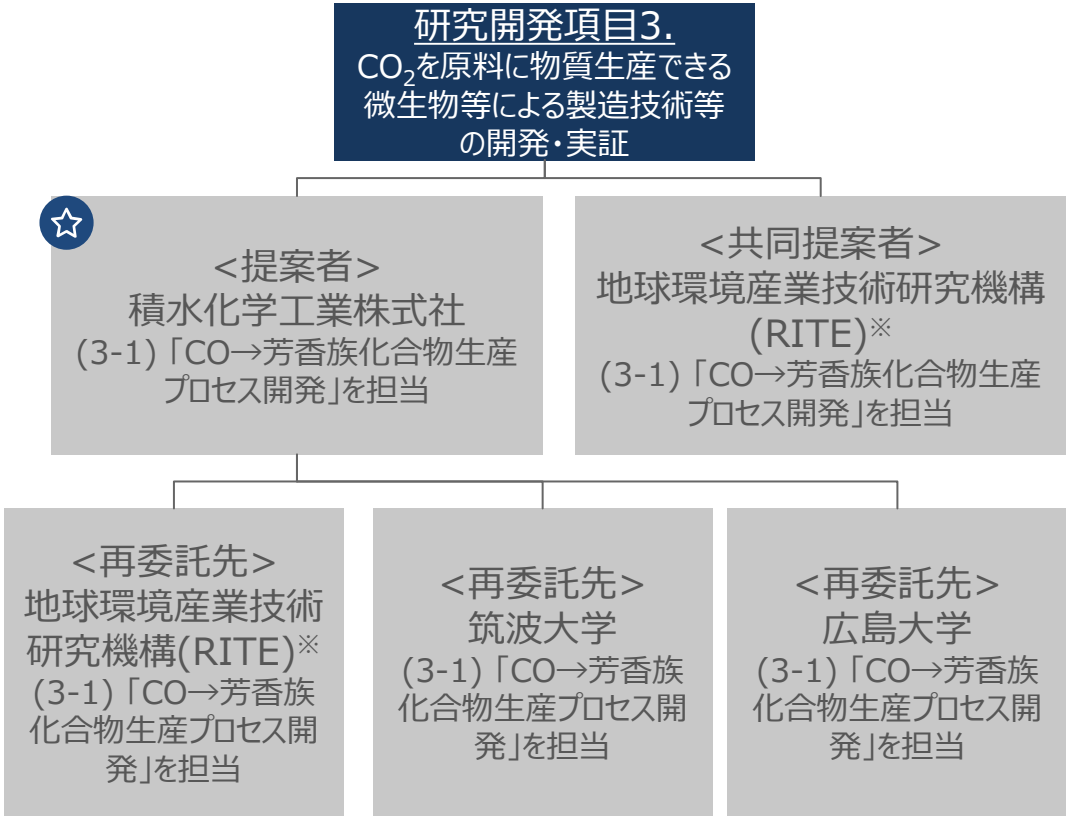 研究開発項目3.
CO₂を原料に物質生産できる
微生物等による製造技術等
の開発・実証
<提案者>
積水化学工業株式会社
(3-1)「CO→芳香族化合物生産
プロセス開発」を担当
<共同提案者>
地球環境産業技術研究機構
(RITE)※
(3-1)「CO→芳香族化合物生産
プロセス開発」を担当
<再委託先>
地球環境産業技術
研究機構(RITE)※
(3-1)「CO→芳香族
化合物生産プロセス開
発」を担当
<再委託先>
筑波大学
(3-1)「CO→芳香族
化合物生産プロセス開
発」を担当
<再委託先>
広島大学
(3-1)「CO→芳香族
化合物生産プロセス開
発」を担当